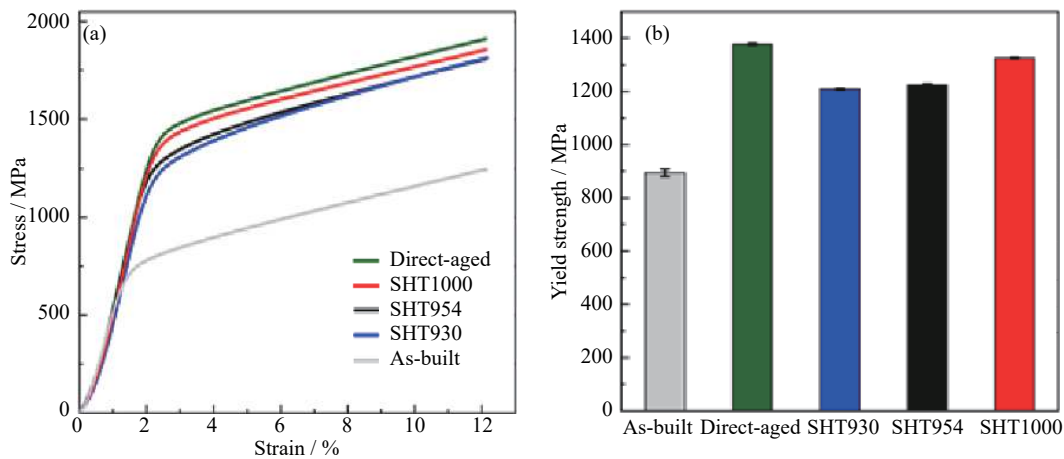 (a)
2000
1500
1000
500
0
Stress / MPa
Direct-aged
SHT1000
SHT954
SHT930
As-built
0 2 4 6 8 10 12
Strain / %
(b)
1400
1200
1000
800
600
400
200
0
Yield strength / MPa
As-built Direct-aged SHT930 SHT954 SHT1000